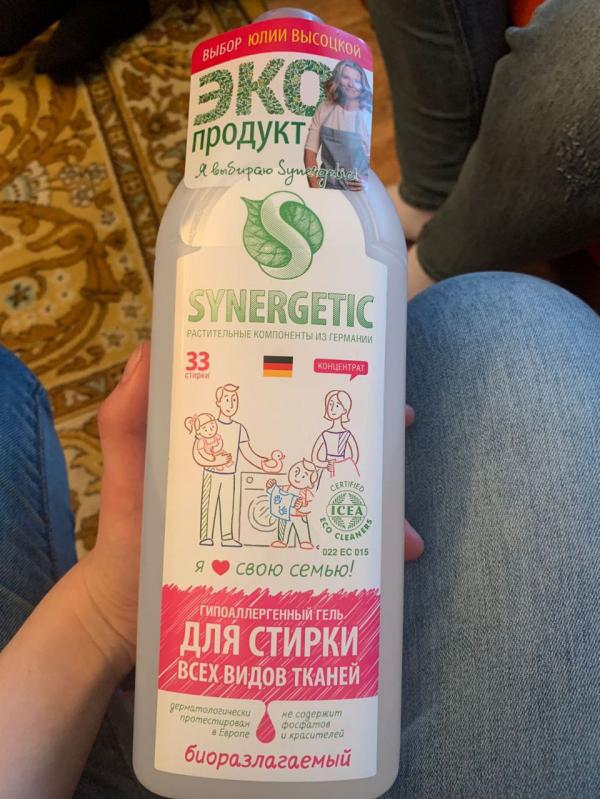 ВЫБОР ЮЛИИ ВЫСОЦКОЙ
ЭКО
ПРОДУКТ
Я выбираю Synergetic!
SYNERGETIC
РАСТИТЕЛЬНЫЕ КОМПОНЕНТЫ ИЗ ГЕРМАНИИ
33
стирки
КОНЦЕНТРАТ
CERTIFIED
ICEA
ECO CLEANERS
022 EC 015
я ❤ свою семью!
ГИПОАЛЛЕРГЕННЫЙ ГЕЛЬ
ДЛЯ СТИРКИ
ВСЕХ ВИДОВ ТКАНЕЙ
дерматологически
протестирован
в Европе
не содержит
фосфатов
и красителей
биоразлагаемый